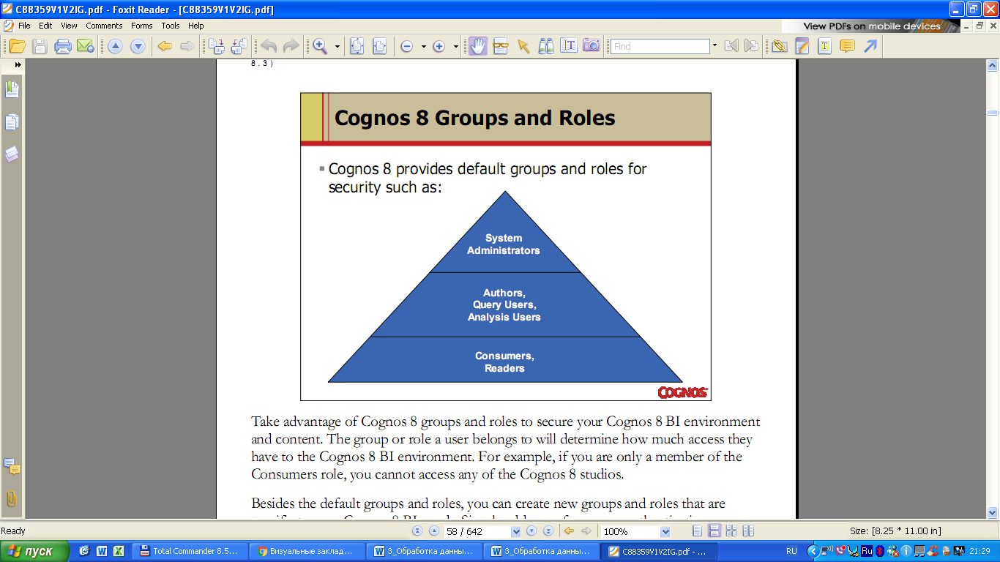 C88359V1V2IG.pdf - Foxit Reader - [C88359V1V2IG.pdf]
File Edit View Comments Forms Tools Help
View PDFs on mobile devices
Find
8.3)
Cognos 8 Groups and Roles
Cognos 8 provides default groups and roles for
security such as:
System
Administrators
Authors,
Query Users,
Analysis Users
Consumers,
Readers
COGNOS
Take advantage of Cognos 8 groups and roles to secure your Cognos 8 BI environment
and content. The group or role a user belongs to will determine how much access they
have to the Cognos 8 BI environment. For example, if you are only a member of the
Consumers role, you cannot access any of the Cognos 8 studios.
Besides the default groups and roles, you can create new groups and roles that are
Ready
58 / 642
100%
Size: [8.25 * 11.00 in]
пуск
Total Commander 8.5...
Визуальные заклад...
3_Обработка данны...
3_Обработка данны...
C88359V1V2IG.pdf - ...
RU
Ru
21:29